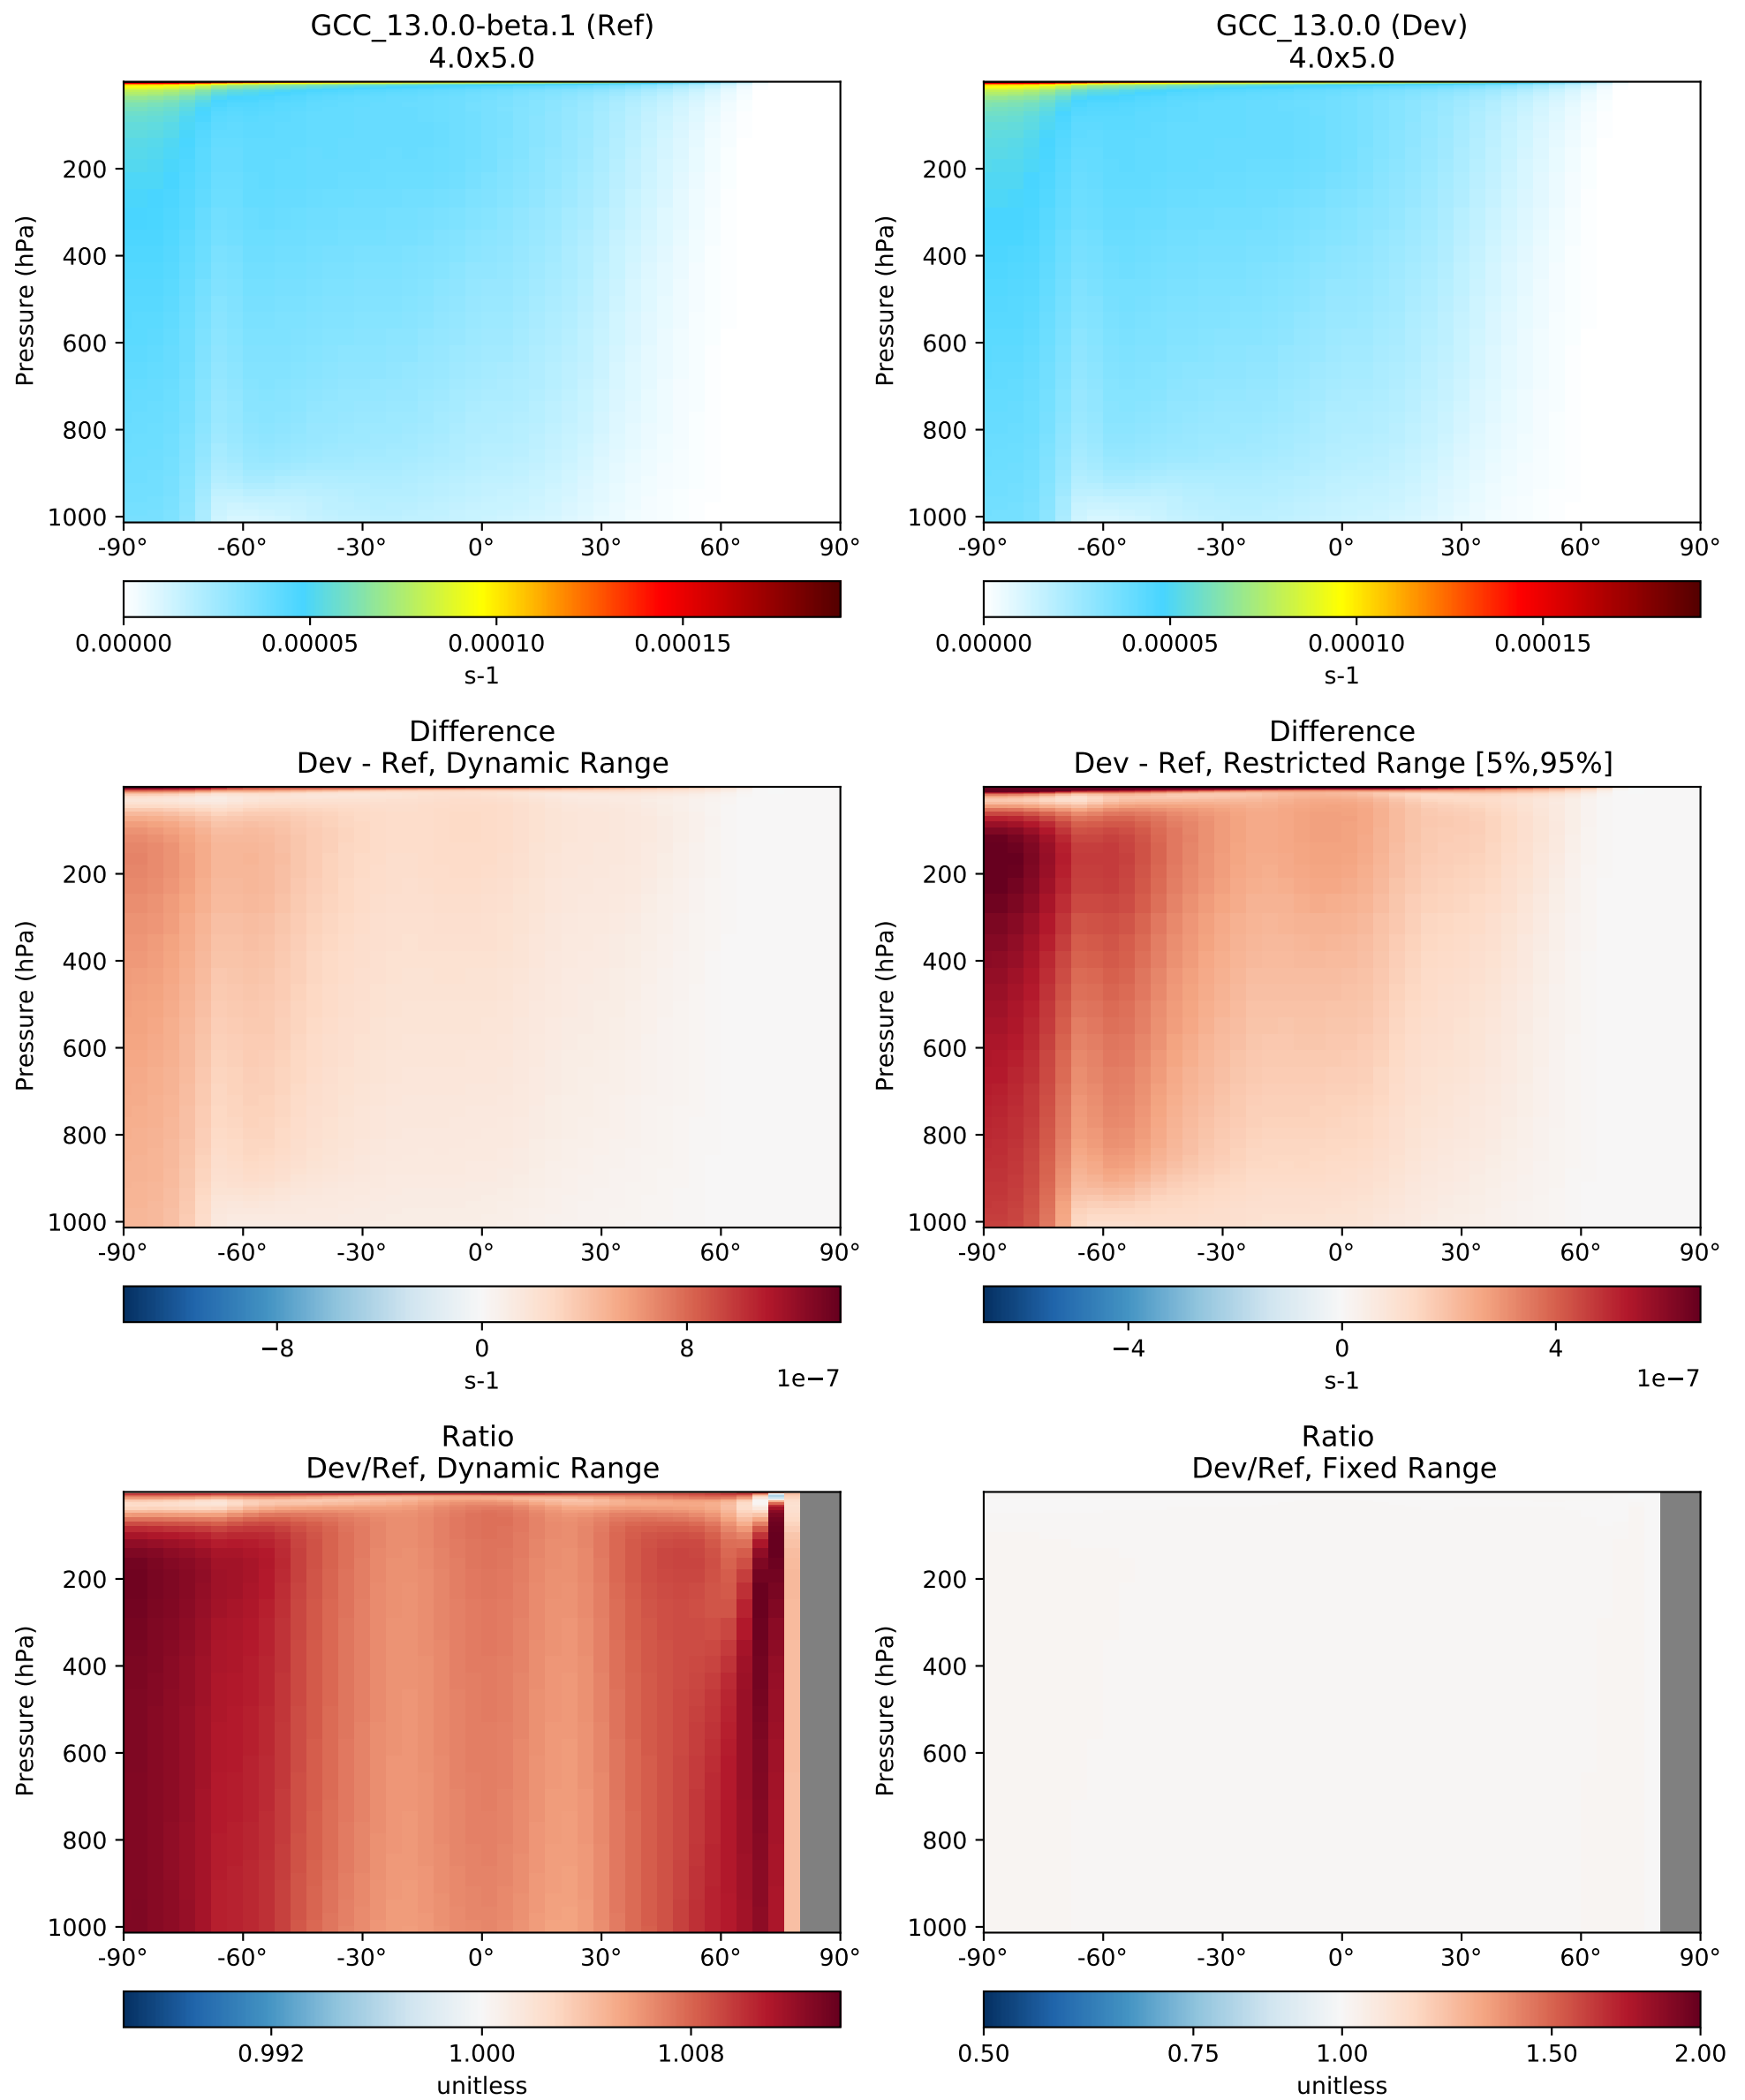 GCC_13.0.0-beta.1 (Ref)
4.0x5.0
Pressure (hPa)
200
400
600
800
1000
-90° -60° -30° 0° 30° 60° 90°
0.00000 0.00005 0.00010 0.00015
s-1
GCC_13.0.0 (Dev)
4.0x5.0
Pressure (hPa)
200
400
600
800
1000
-90° -60° -30° 0° 30° 60° 90°
0.00000 0.00005 0.00010 0.00015
s-1
Difference
Dev - Ref, Dynamic Range
Pressure (hPa)
200
400
600
800
1000
-90° -60° -30° 0° 30° 60° 90°
−8 0 8
s-1 1e−7
Difference
Dev - Ref, Restricted Range [5%,95%]
Pressure (hPa)
200
400
600
800
1000
-90° -60° -30° 0° 30° 60° 90°
−4 0 4
s-1 1e−7
Ratio
Dev/Ref, Dynamic Range
Pressure (hPa)
200
400
600
800
1000
-90° -60° -30° 0° 30° 60° 90°
0.992 1.000 1.008
unitless
Ratio
Dev/Ref, Fixed Range
Pressure (hPa)
200
400
600
800
1000
-90° -60° -30° 0° 30° 60° 90°
0.50 0.75 1.00 1.50 2.00
unitless